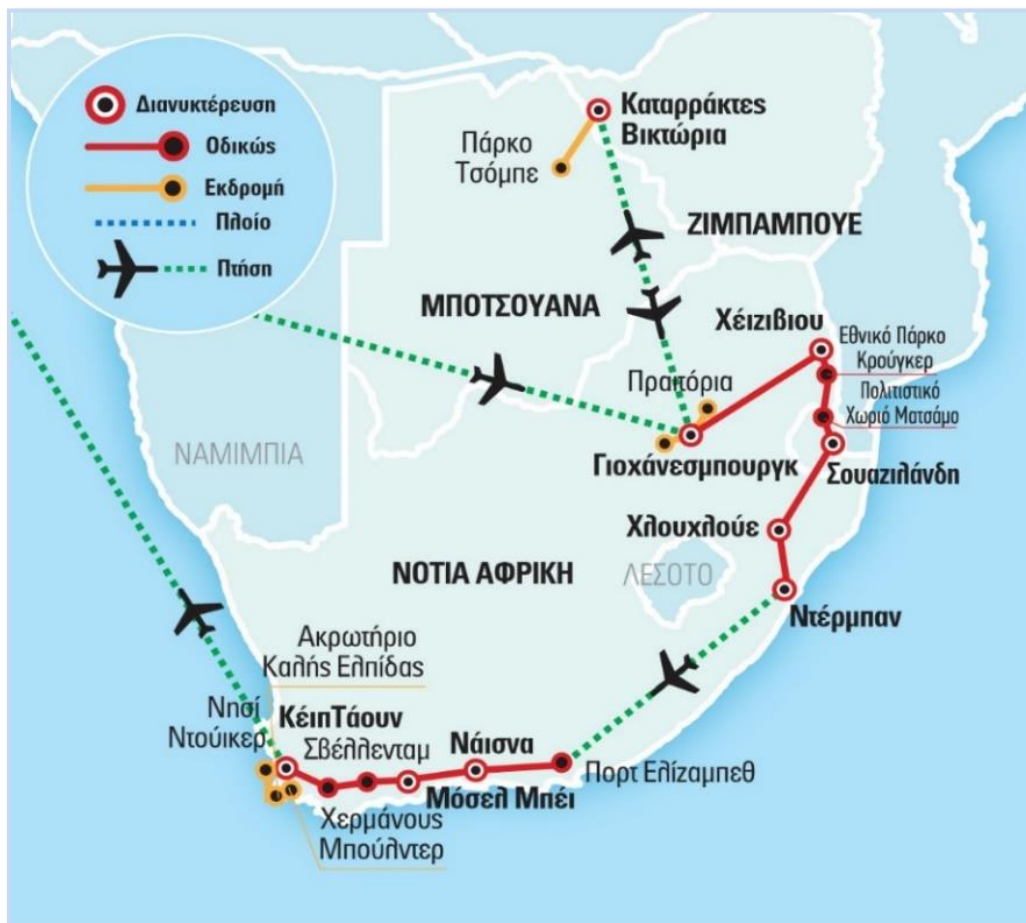 Διανυκτέρευση
Οδικώς
Εκδρομή
Πλοίο
Πτήση
Καταρράκτες
Βικτώρια
Πάρκο
Τσόμπε
ΖΙΜΠΑΜΠΟΥΕ
ΜΠΟΤΣΟΥΑΝΑ
Χέιζιβιου
Εθνικό Πάρκο
Κρούγκερ
Πραιτόρια
Πολιτιστικό
Χωριό Ματσάμο
ΝΑΜΙΜΠΙΑ
Γιοχάνεσμπουργκ
Σουαζιλάνδη
Χλουχλούε
ΝΟΤΙΑ ΑΦΡΙΚΗ
ΛΕΣΟΤΟ
Ντέρμπαν
Ακρωτήριο
Καλής Ελπίδας
Νησί
Ντούικερ
ΚέιπΤάουν
Σβέλλενταμ
Νάισνα
Πορτ Ελίζαμπεθ
Μόσελ Μπέι
Χερμάνους
Μπούλντερ